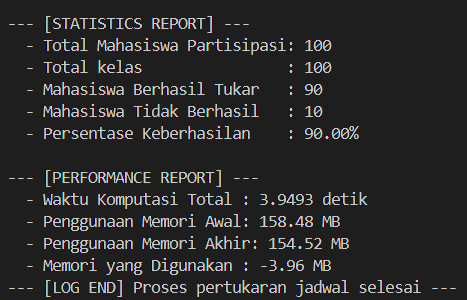 --- [STATISTICS REPORT] ---
- Total Mahasiswa Partisipasi: 100
- Total kelas : 100
- Mahasiswa Berhasil Tukar : 90
- Mahasiswa Tidak Berhasil : 10
- Persentase Keberhasilan : 90.00%
--- [PERFORMANCE REPORT] ---
- Waktu Komputasi Total : 3.9493 detik
- Penggunaan Memori Awal: 158.48 MB
- Penggunaan Memori Akhir: 154.52 MB
- Memori yang Digunakan : -3.96 MB
--- [LOG END] Proses pertukaran jadwal selesai ---